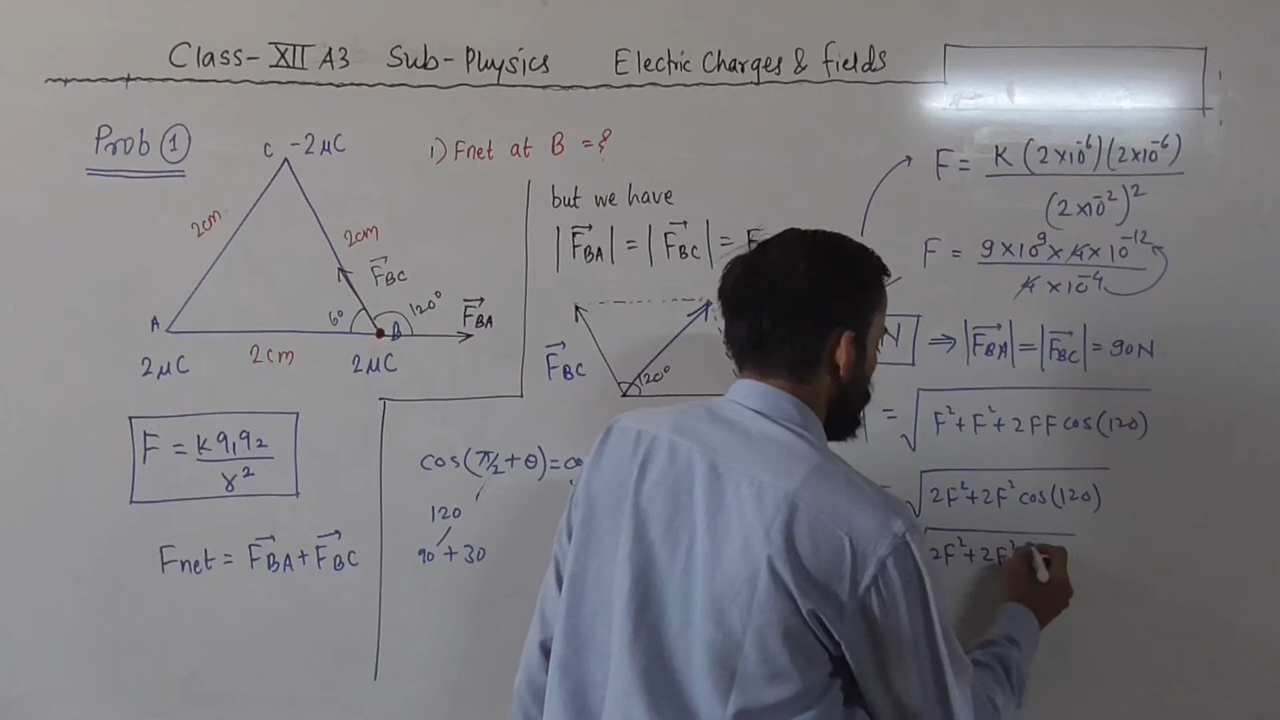 Class-XII A3 Sub-Physics Electric Charges & fields
Prob ①
C -2μC
2cm
2cm
F⃗BC
60
120°
A
B
F⃗BA
2μC
2cm
2μC
F = Kq₁q₂/r²
Fnet = F⃗BA + F⃗BC
1) Fnet at B = ?
but we have
|F⃗BA| = |F⃗BC| = F
F⃗BC
120°
cos(π/2 + θ) =
120
90 + 30
F = K(2×10⁻⁶)(2×10⁻⁶)/(2×10⁻²)²
F = 9×10⁹×4×10⁻¹²/4×10⁻⁴
N ⇒ |F⃗BA| = |F⃗BC| = 90N
= √F²+F²+2FF cos(120)
= √2F²+2F² cos(120)
√2F²+2F²